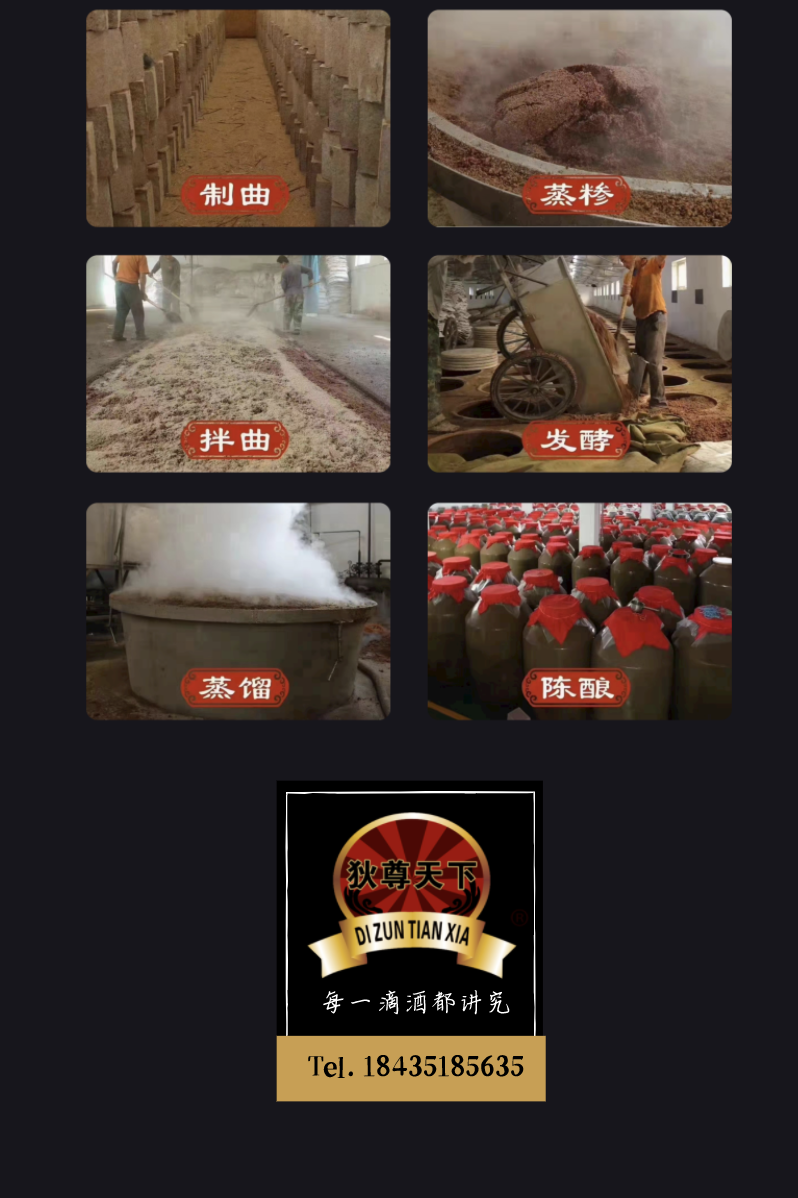 制曲
蒸糁
拌曲
发酵
蒸馏
陈酿
狄尊天下
DI ZUN TIAN XIA
®
每一滴酒都讲究
Tel. 18435185635